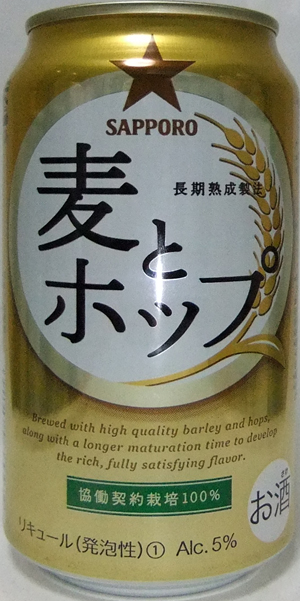 SAPPORO
長期熟成製法
麦と
ホップ
Brewed with high quality barley and hops,
along with a longer maturation time to develop
the rich, fully satisfying flavor.
協働契約栽培100%
お酒
リキュール(発泡性)① Alc.5%